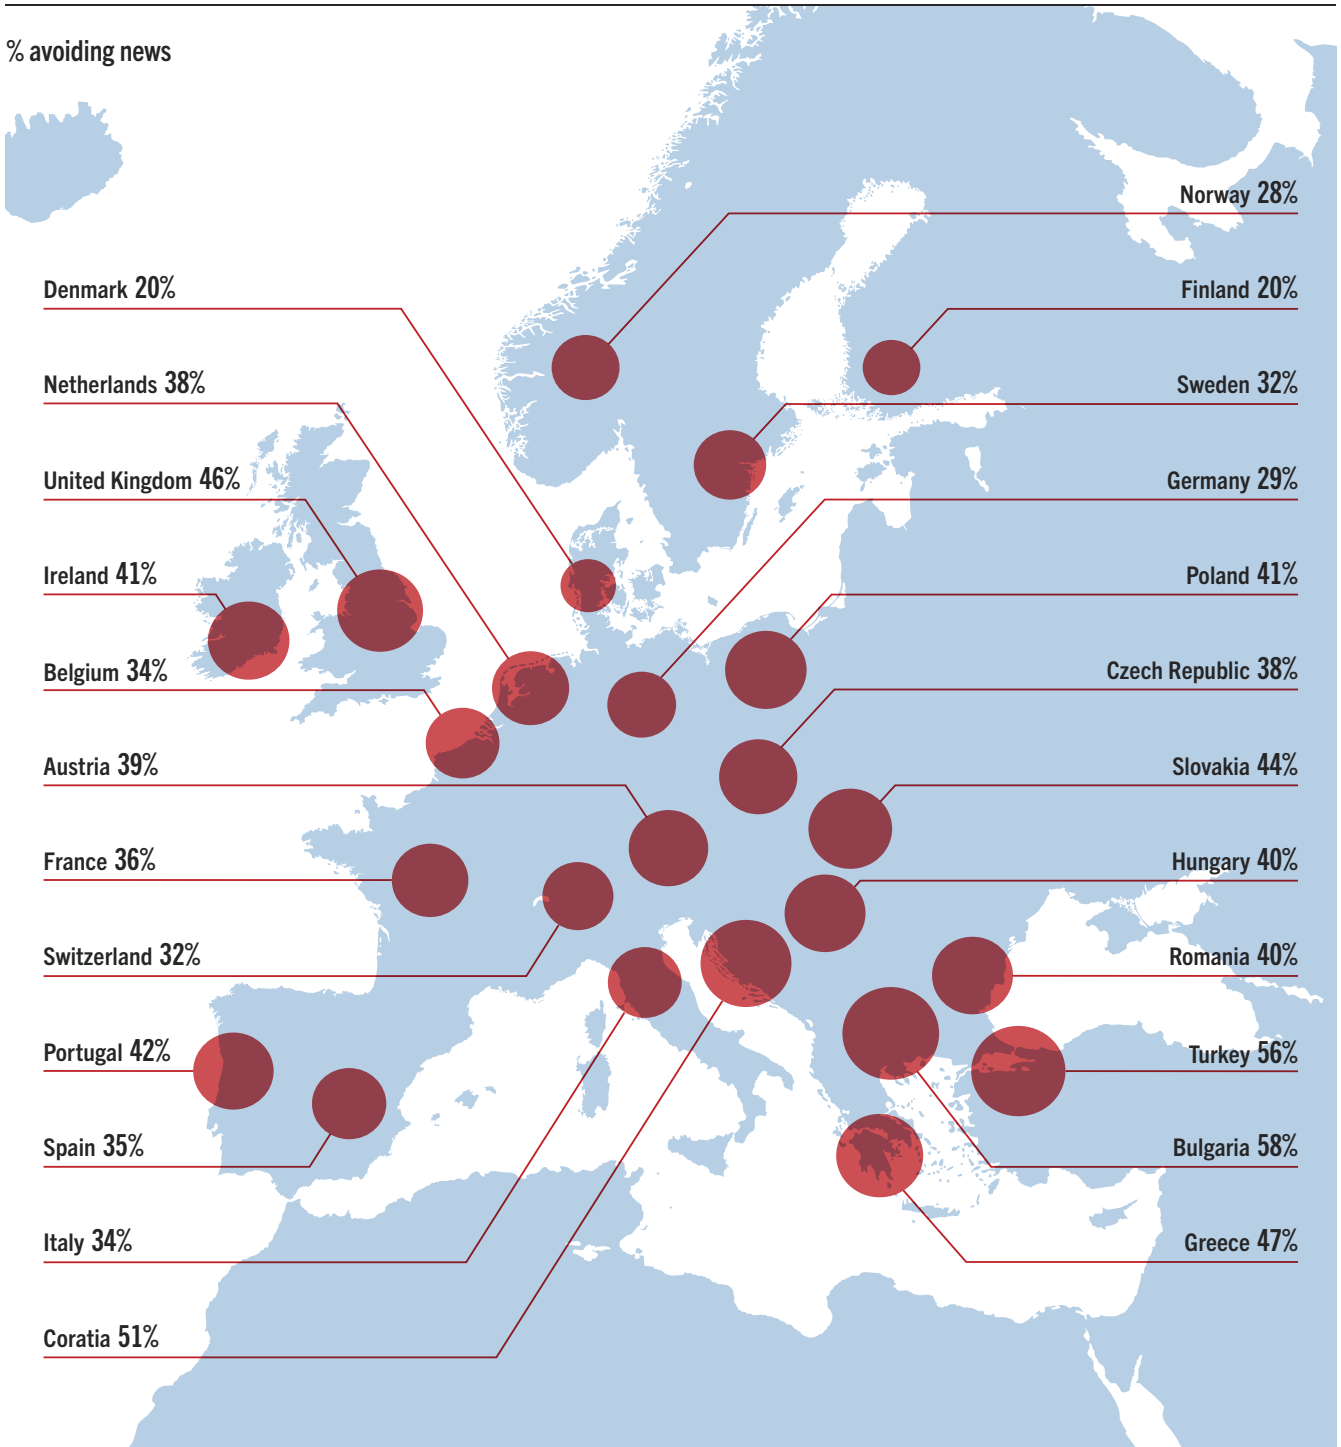 % avoiding news
Norway 28%
Denmark 20%
Finland 20%
Netherlands 38%
Sweden 32%
United Kingdom 46%
Germany 29%
Ireland 41%
Poland 41%
Belgium 34%
Czech Republic 38%
Austria 39%
Slovakia 44%
France 36%
Hungary 40%
Switzerland 32%
Romania 40%
Portugal 42%
Turkey 56%
Spain 35%
Bulgaria 58%
Italy 34%
Greece 47%
Coratia 51%